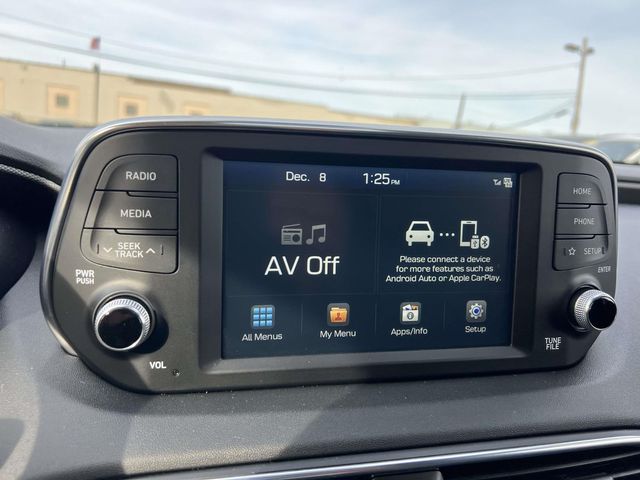 RADIO
MEDIA
SEEK
TRACK
PWR
PUSH
VOL
Dec. 8 1:25 PM
AV Off
Please connect a device
for more features such as
Android Auto or Apple CarPlay.
All Menus
My Menu
Apps/Info
Setup
HOME
PHONE
SETUP
ENTER
TUNE
FILE